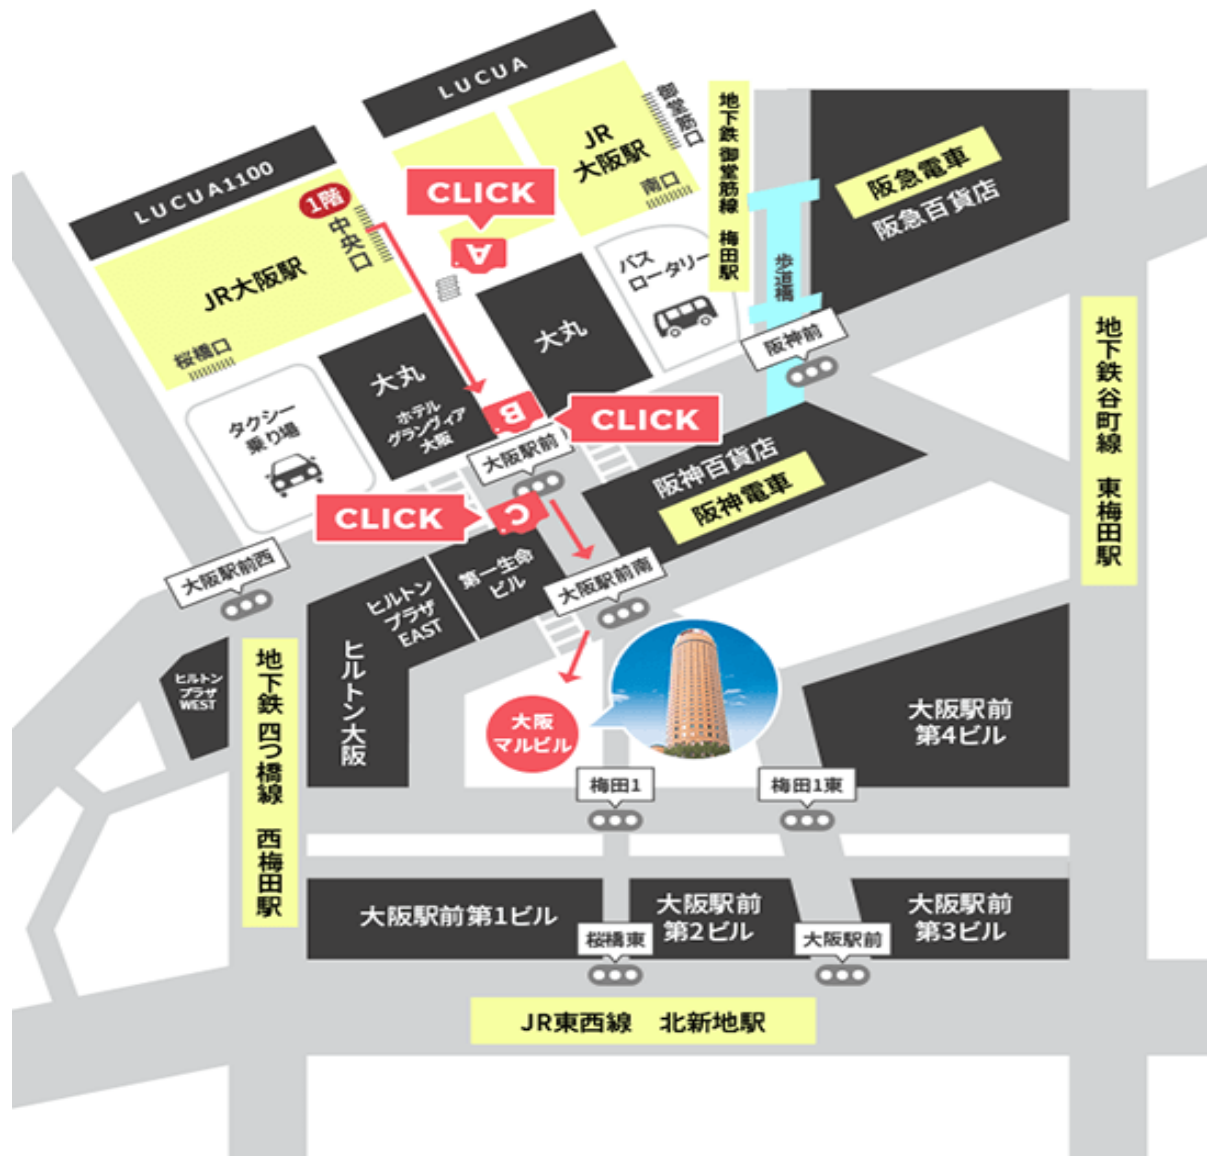 LUCUA
LUCUA1100
JR
大阪駅
御堂筋口
南口
地下鉄 御堂筋線　梅田駅
阪急電車
阪急百貨店
歩道橋
1階
中央口
JR大阪駅
桜橋口
CLICK
A
バス
ロータリー
阪神前
大丸
大丸
ホテル
グランヴィア
大阪
タクシー
乗り場
B
CLICK
大阪駅前
阪神百貨店
阪神電車
CLICK
C
地下鉄谷町線　東梅田駅
大阪駅前西
第一生命
ビル
大阪駅前南
ヒルトン
プラザ
EAST
ヒルトン大阪
ヒルトン
プラザ
WEST
地下鉄四つ橋線　西梅田駅
大阪
マルビル
大阪駅前
第4ビル
梅田1
梅田1東
大阪駅前第1ビル
大阪駅前
第2ビル
大阪駅前
第3ビル
桜橋東
大阪駅前
JR東西線　北新地駅